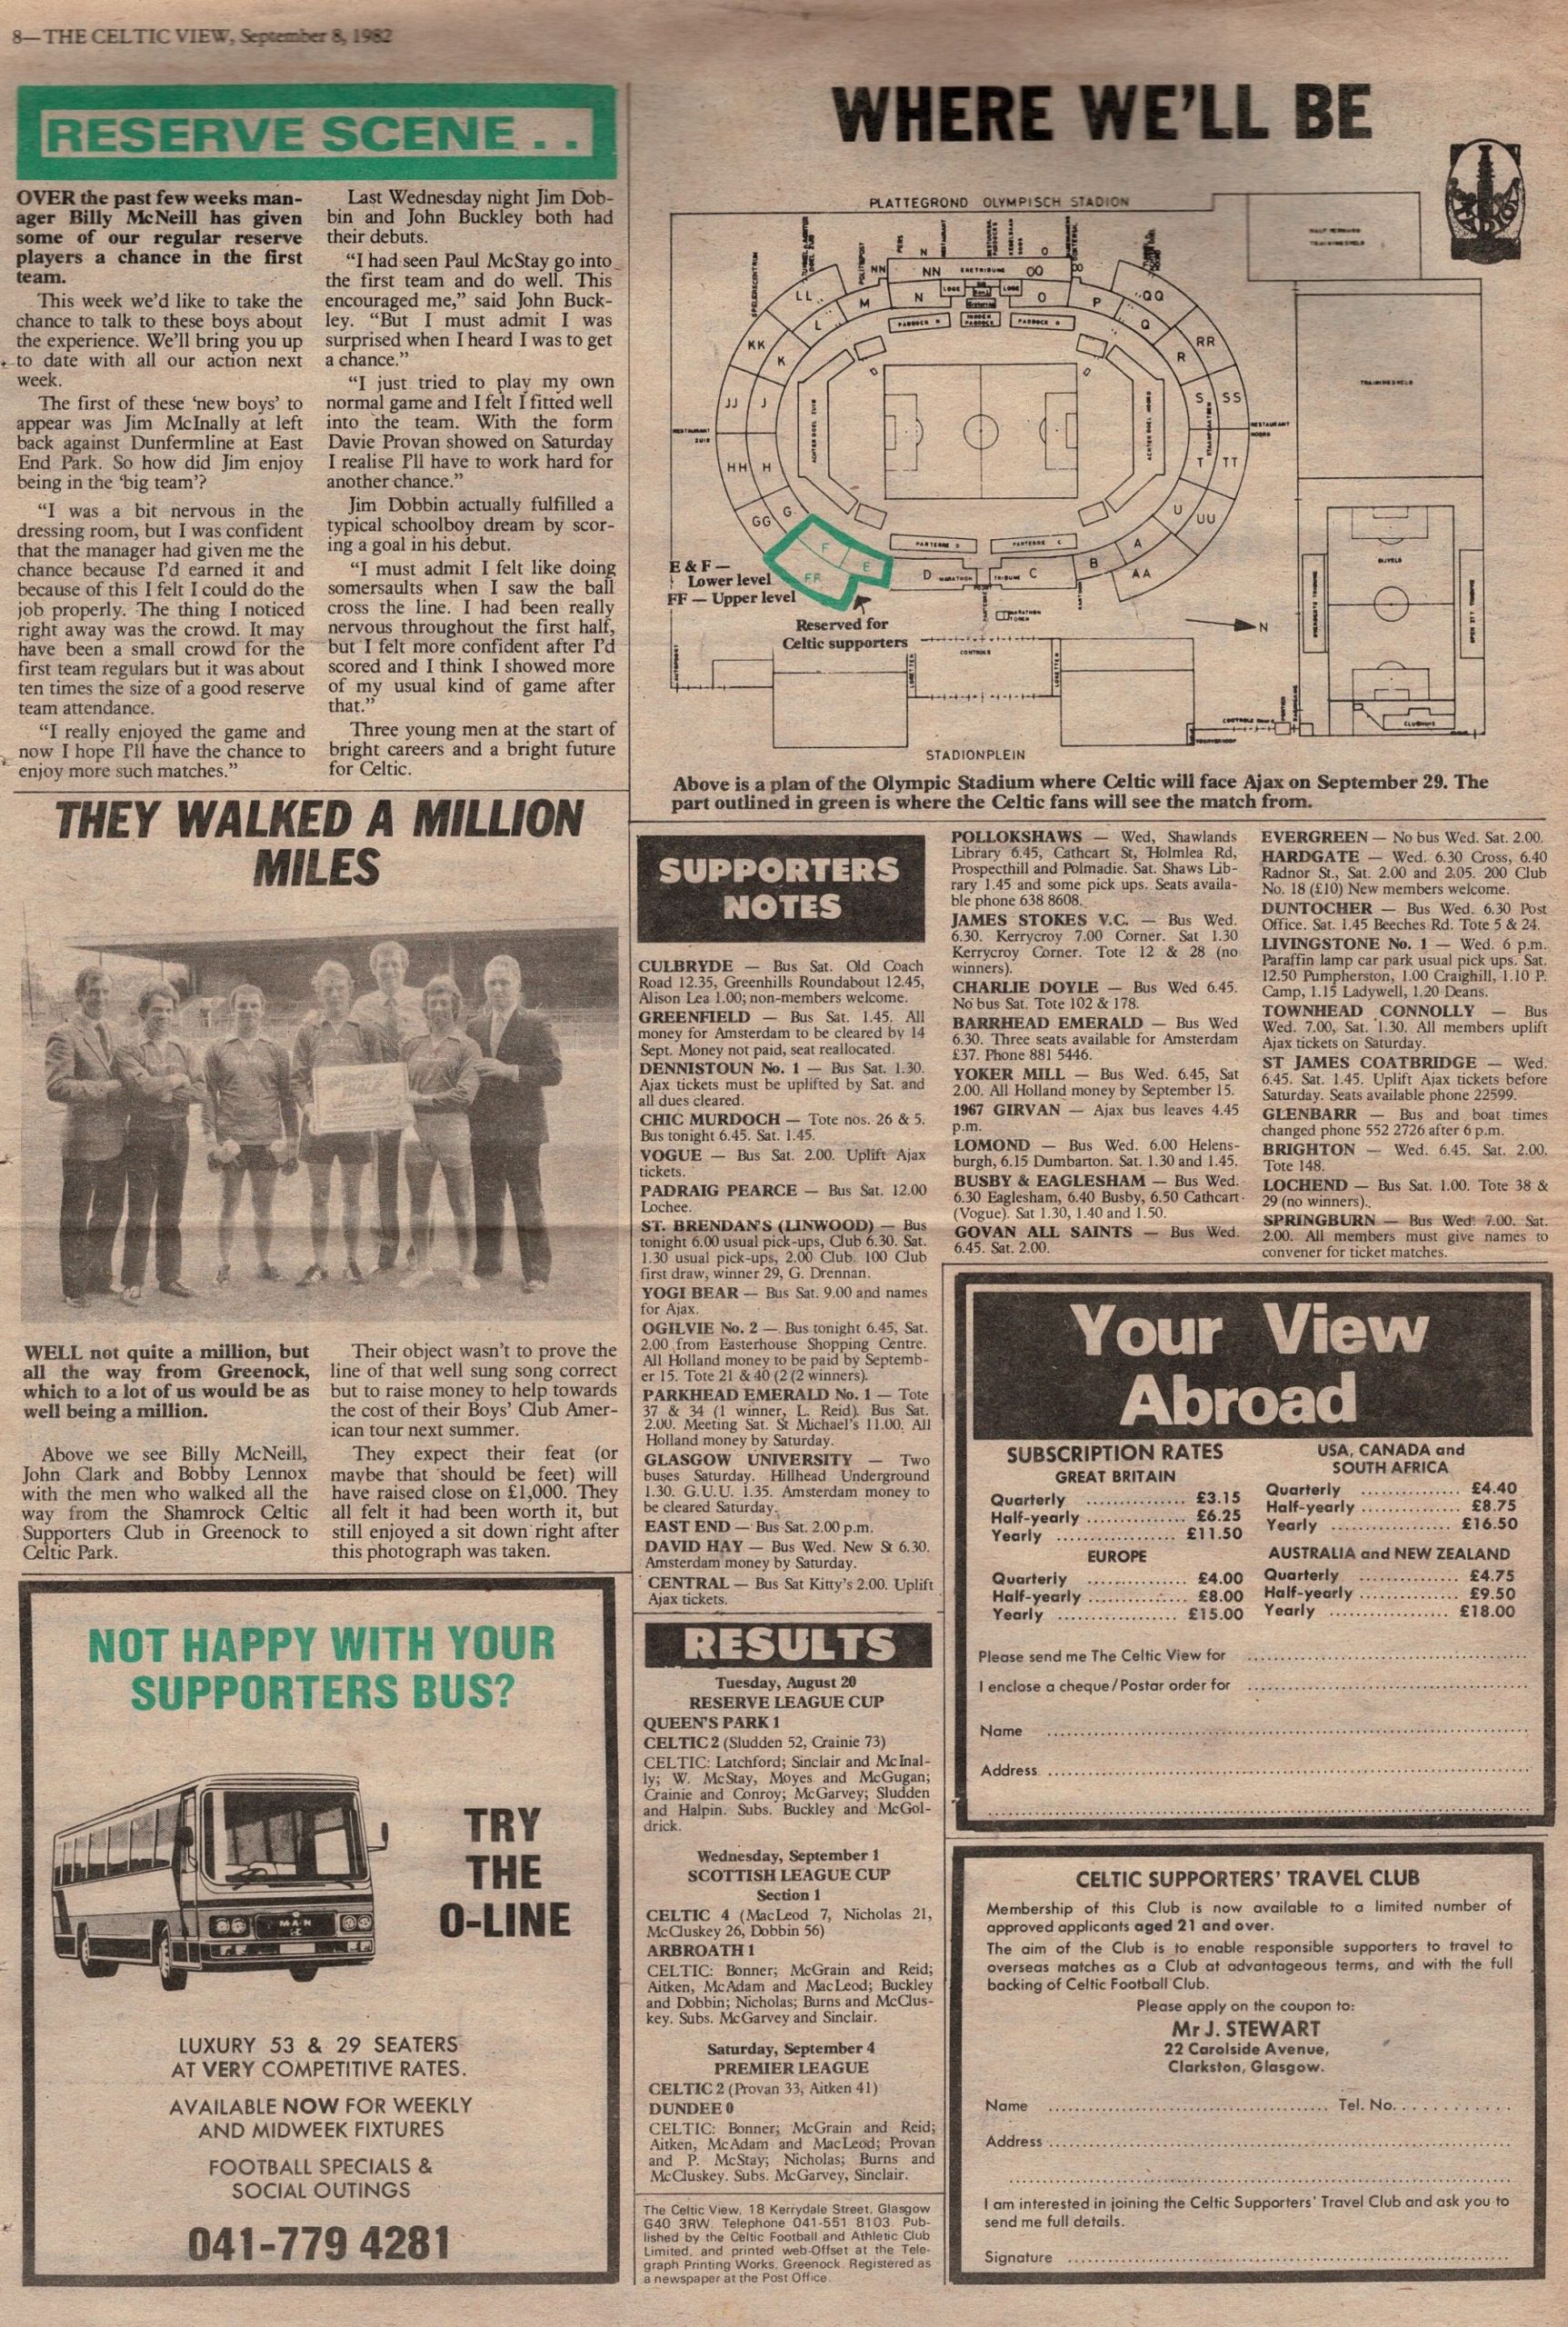 8—THE CELTIC VIEW, September 8, 1982
RESERVE SCENE . .
OVER the past few weeks man-
ager Billy McNeill has given
some of our regular reserve
players a chance in the first
team.
This week we'd like to take the
chance to talk to these boys about
the experience. We'll bring you up
to date with all our action next
week.
The first of these 'new boys' to
appear was Jim McInally at left
back against Dunfermline at East
End Park. So how did Jim enjoy
being in the 'big team'?
"I was a bit nervous in the
dressing room, but I was confident
that the manager had given me the
chance because I'd earned it and
because of this I felt I could do the
job properly. The thing I noticed
right away was the crowd. It may
have been a small crowd for the
first team regulars but it was about
ten times the size of a good reserve
team attendance.
"I really enjoyed the game and
now I hope I'll have the chance to
enjoy more such matches."
Last Wednesday night Jim Dob-
bin and John Buckley both had
their debuts.
"I had seen Paul McStay go into
the first team and do well. This
encouraged me," said John Buck-
ley. "But I must admit I was
surprised when I heard I was to get
a chance."
"I just tried to play my own
normal game and I felt I fitted well
into the team. With the form
Davie Provan showed on Saturday
I realise I'll have to work hard for
another chance."
Jim Dobbin actually fulfilled a
typical schoolboy dream by scor-
ing a goal in his debut.
"I must admit I felt like doing
somersaults when I saw the ball
cross the line. I had been really
nervous throughout the first half,
but I felt more confident after I'd
scored and I think I showed more
of my usual kind of game after
that."
Three young men at the start of
bright careers and a bright future
for Celtic.
WHERE WE'LL BE
PLATTEGROND OLYMPISCH STADION
NN
NN
N
OO
O
LL
L
M
N
LOGE
LOGE
O
P
QQ
Q
PADDOCK N
PADDOCK O
KK
K
R
RR
JJ
J
S
SS
RESTAURANT
ZUID
RESTAURANT
NOORD
HH
H
T
TT
GG
G
U
UU
F
E
FF
PARTERRE D
PARTERRE C
D
MARATHON
TRIBUNE
C
B
A
AA
TRAININGSVELD
BIJVELD
E & F —
Lower level
FF — Upper level
Reserved for
Celtic supporters
N
CONTROLE
CLUBHUIS
STADIONPLEIN
Above is a plan of the Olympic Stadium where Celtic will face Ajax on September 29. The
part outlined in green is where the Celtic fans will see the match from.
THEY WALKED A MILLION
MILES
WELL not quite a million, but
all the way from Greenock,
which to a lot of us would be as
well being a million.
Above we see Billy McNeill,
John Clark and Bobby Lennox
with the men who walked all the
way from the Shamrock Celtic
Supporters Club in Greenock to
Celtic Park.
Their object wasn't to prove the
line of that well sung song correct
but to raise money to help towards
the cost of their Boys' Club Amer-
ican tour next summer.
They expect their feat (or
maybe that should be feet) will
have raised close on £1,000. They
all felt it had been worth it, but
still enjoyed a sit down right after
this photograph was taken.
NOT HAPPY WITH YOUR
SUPPORTERS BUS?
MAN
TRY
THE
O-LINE
LUXURY 53 & 29 SEATERS
AT VERY COMPETITIVE RATES.
AVAILABLE NOW FOR WEEKLY
AND MIDWEEK FIXTURES
FOOTBALL SPECIALS &
SOCIAL OUTINGS
041-779 4281
SUPPORTERS
NOTES
CULBRYDE — Bus Sat. Old Coach
Road 12.35, Greenhills Roundabout 12.45,
Alison Lea 1.00; non-members welcome.
GREENFIELD — Bus Sat. 1.45. All
money for Amsterdam to be cleared by 14
Sept. Money not paid, seat reallocated.
DENNISTOUN No. 1 — Bus Sat. 1.30.
Ajax tickets must be uplifted by Sat. and
all dues cleared.
CHIC MURDOCH — Tote nos. 26 & 5.
Bus tonight 6.45. Sat. 1.45.
VOGUE — Bus Sat. 2.00. Uplift Ajax
tickets.
PADRAIG PEARCE — Bus Sat. 12.00
Lochee.
ST. BRENDAN'S (LINWOOD) — Bus
tonight 6.00 usual pick-ups, Club 6.30. Sat.
1.30 usual pick-ups, 2.00 Club. 100 Club
first draw, winner 29, G. Drennan.
YOGI BEAR — Bus Sat. 9.00 and names
for Ajax.
OGILVIE No. 2 — Bus tonight 6.45, Sat.
2.00 from Easterhouse Shopping Centre.
All Holland money to be paid by Septemb-
er 15. Tote 21 & 40 (2 (2 winners).
PARKHEAD EMERALD No. 1 — Tote
37 & 34 (1 winner, L. Reid). Bus Sat.
2.00. Meeting Sat. St Michael's 11.00. All
Holland money by Saturday.
GLASGOW UNIVERSITY — Two
buses Saturday. Hillhead Underground
1.30. G.U.U. 1.35. Amsterdam money to
be cleared Saturday.
EAST END — Bus Sat. 2.00 p.m.
DAVID HAY — Bus Wed. New St 6.30.
Amsterdam money by Saturday.
CENTRAL — Bus Sat Kitty's 2.00. Uplift
Ajax tickets.
POLLOKSHAWS — Wed, Shawlands
Library 6.45, Cathcart St, Holmlea Rd,
Prospecthill and Polmadie. Sat. Shaws Lib-
rary 1.45 and some pick ups. Seats availa-
ble phone 638 8608.
JAMES STOKES V.C. — Bus Wed.
6.30. Kerrycroy 7.00 Corner. Sat 1.30
Kerrycroy Corner. Tote 12 & 28 (no
winners).
CHARLIE DOYLE — Bus Wed 6.45.
No bus Sat. Tote 102 & 178.
BARRHEAD EMERALD — Bus Wed
6.30. Three seats available for Amsterdam
£37. Phone 881 5446.
YOKER MILL — Bus Wed. 6.45, Sat
2.00. All Holland money by September 15.
1967 GIRVAN — Ajax bus leaves 4.45
p.m.
LOMOND — Bus Wed. 6.00 Helens-
burgh, 6.15 Dumbarton. Sat. 1.30 and 1.45.
BUSBY & EAGLESHAM — Bus Wed.
6.30 Eaglesham, 6.40 Busby, 6.50 Cathcart
(Vogue). Sat 1.30, 1.40 and 1.50.
GOVAN ALL SAINTS — Bus Wed.
6.45. Sat. 2.00.
EVERGREEN — No bus Wed. Sat. 2.00.
HARDGATE — Wed. 6.30 Cross, 6.40
Radnor St., Sat. 2.00 and 2.05. 200 Club
No. 18 (£10) New members welcome.
DUNTOCHER — Bus Wed. 6.30 Post
Office. Sat. 1.45 Beeches Rd. Tote 5 & 24.
LIVINGSTONE No. 1 — Wed. 6 p.m.
Paraffin lamp car park usual pick ups. Sat.
12.50 Pumpherston, 1.00 Craighill, 1.10 P.
Camp, 1.15 Ladywell, 1.20 Deans.
TOWNHEAD CONNOLLY — Bus
Wed. 7.00, Sat. 1.30. All members uplift
Ajax tickets on Saturday.
ST JAMES COATBRIDGE — Wed.
6.45. Sat. 1.45. Uplift Ajax tickets before
Saturday. Seats available phone 22599.
GLENBARR — Bus and boat times
changed phone 552 2726 after 6 p.m.
BRIGHTON — Wed. 6.45. Sat. 2.00.
Tote 148.
LOCHEND — Bus Sat. 1.00. Tote 38 &
29 (no winners).
SPRINGBURN — Bus Wed. 7.00. Sat.
2.00. All members must give names to
convener for ticket matches.
RESULTS
Tuesday, August 20
RESERVE LEAGUE CUP
QUEEN'S PARK 1
CELTIC 2 (Sludden 52, Crainie 73)
CELTIC: Latchford; Sinclair and McInal-
ly; W. McStay, Moyes and McGugan;
Crainie and Conroy; McGarvey; Sludden
and Halpin. Subs. Buckley and McGol-
drick.
Wednesday, September 1
SCOTTISH LEAGUE CUP
Section 1
CELTIC 4 (MacLeod 7, Nicholas 21,
McCluskey 26, Dobbin 56)
ARBROATH 1
CELTIC: Bonner; McGrain and Reid;
Aitken, McAdam and MacLeod; Buckley
and Dobbin; Nicholas; Burns and McClus-
key. Subs. McGarvey and Sinclair.
Saturday, September 4
PREMIER LEAGUE
CELTIC 2 (Provan 33, Aitken 41)
DUNDEE 0
CELTIC: Bonner; McGrain and Reid;
Aitken, McAdam and MacLeod; Provan
and P. McStay; Nicholas; Burns and
McCluskey. Subs. McGarvey, Sinclair.
The Celtic View, 18 Kerrydale Street, Glasgow
G40 3RW. Telephone 041-551 8103. Pub-
lished by the Celtic Football and Athletic Club
Limited, and printed web-Offset at the Tele-
graph Printing Works, Greenock. Registered as
a newspaper at the Post Office.
Your View
Abroad
SUBSCRIPTION RATES
GREAT BRITAIN
Quarterly .............. £3.15
Half-yearly .............. £6.25
Yearly .................. £11.50
EUROPE
Quarterly .............. £4.00
Half-yearly .............. £8.00
Yearly .................. £15.00
USA, CANADA and
SOUTH AFRICA
Quarterly .............. £4.40
Half-yearly .............. £8.75
Yearly .................. £16.50
AUSTRALIA and NEW ZEALAND
Quarterly .............. £4.75
Half-yearly .............. £9.50
Yearly .................. £18.00
Please send me The Celtic View for ..............
I enclose a cheque/Postar order for ..............
Name ..............
Address ..............
CELTIC SUPPORTERS' TRAVEL CLUB
Membership of this Club is now available to a limited number of
approved applicants aged 21 and over.
The aim of the Club is to enable responsible supporters to travel to
overseas matches as a Club at advantageous terms, and with the full
backing of Celtic Football Club.
Please apply on the coupon to:
Mr J. STEWART
22 Carolside Avenue,
Clarkston, Glasgow.
Name .............. Tel. No. ..............
Address ..............
I am interested in joining the Celtic Supporters' Travel Club and ask you to
send me full details.
Signature ..............